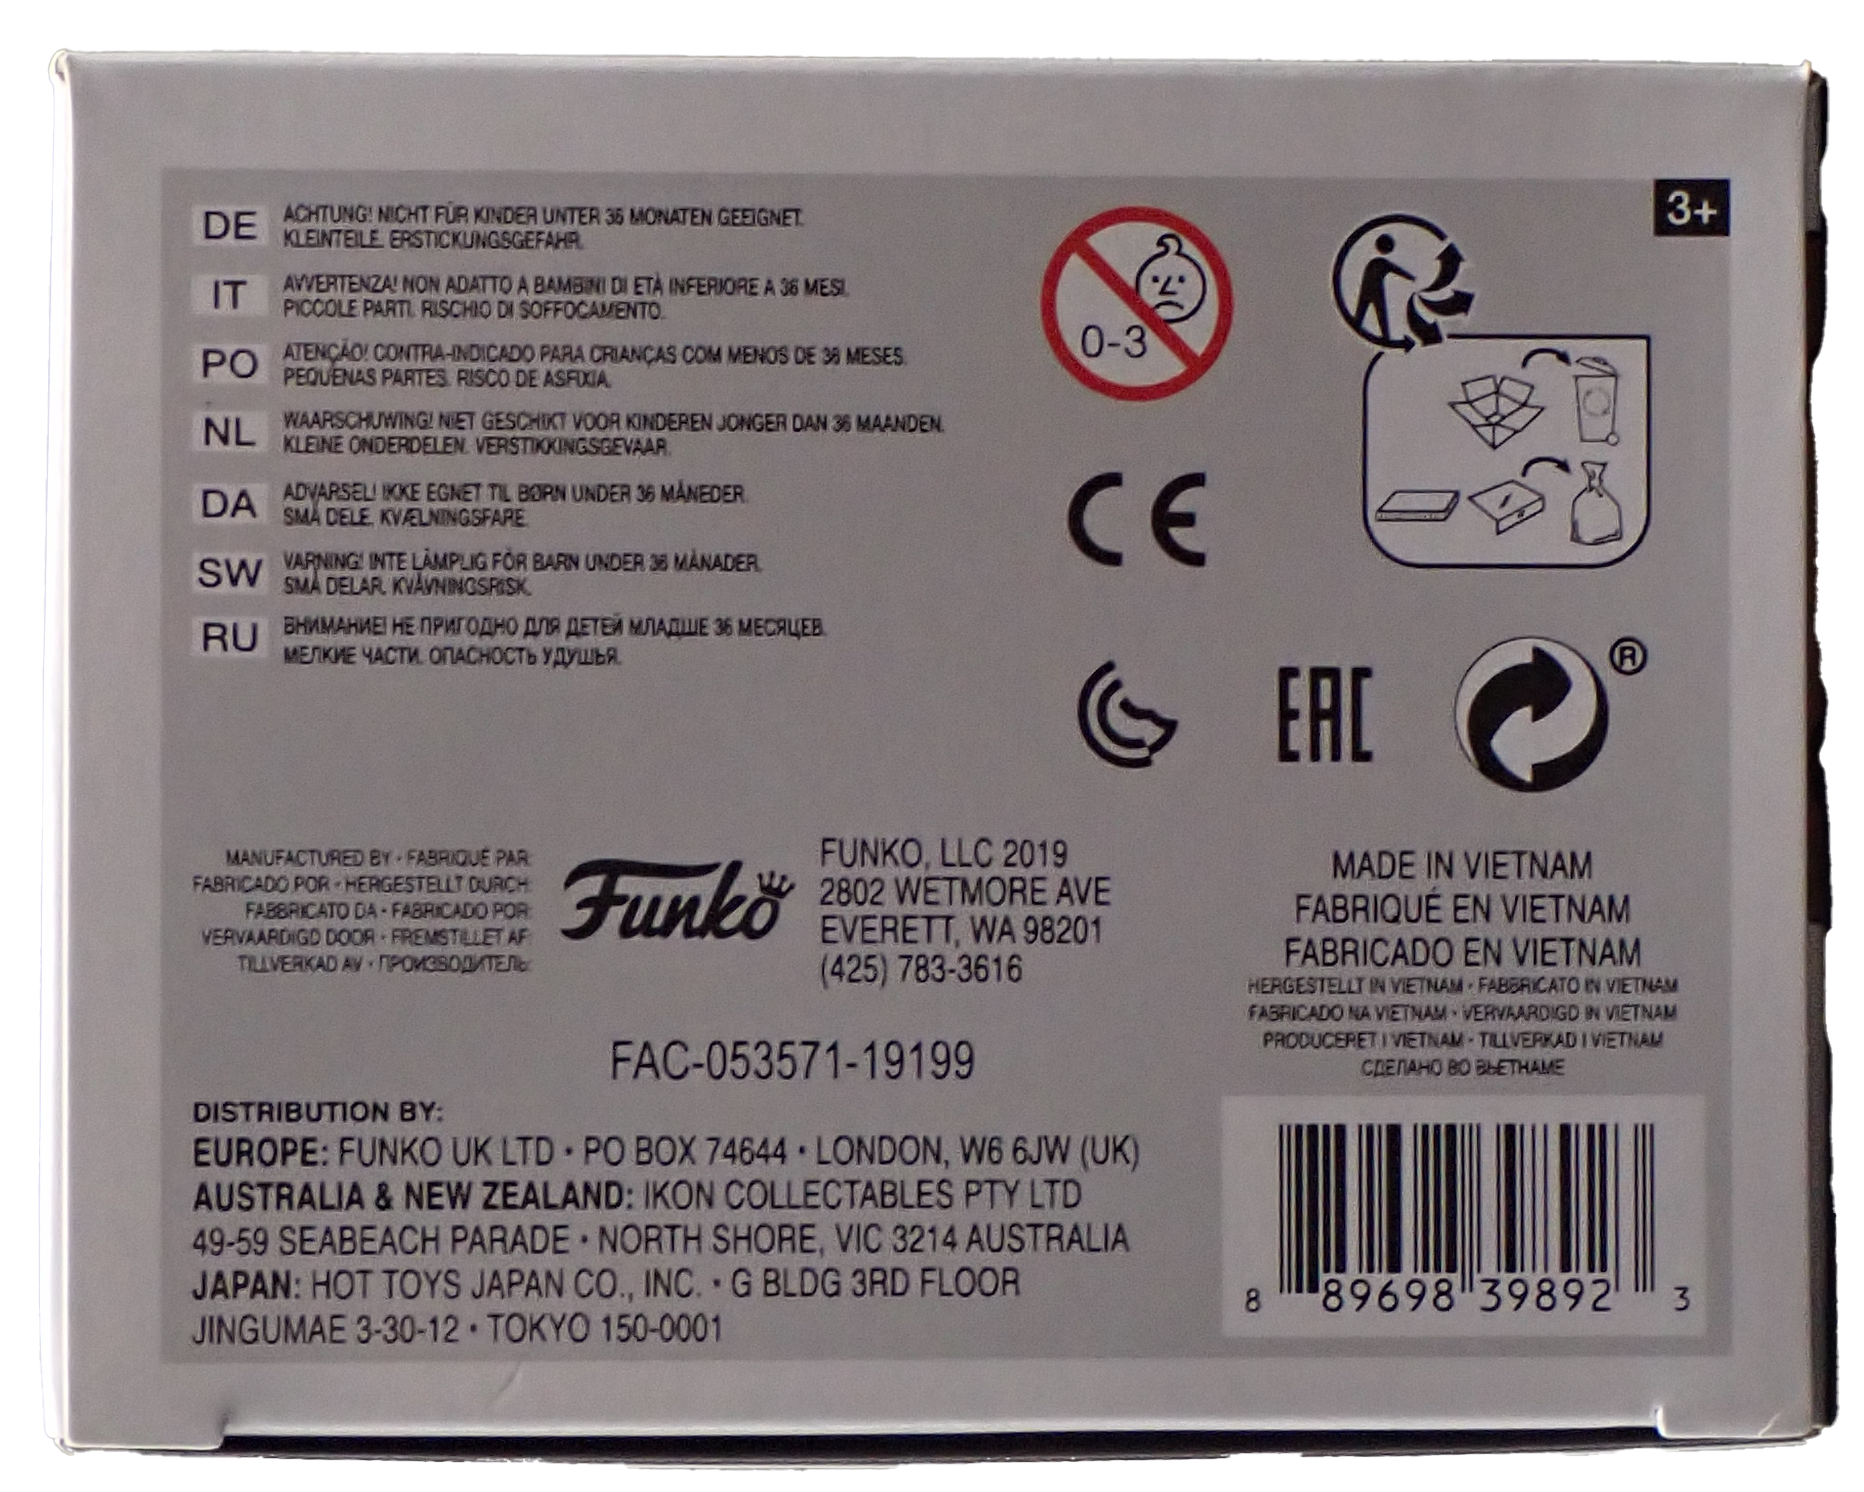 3+
DE
ACHTUNG! NICHT FÜR KINDER UNTER 36 MONATEN GEEIGNET.
KLEINTEILE. ERSTICKUNGSGEFAHR.
IT
AVVERTENZA! NON ADATTO A BAMBINI DI ETÀ INFERIORE A 36 MESI.
PICCOLE PARTI. RISCHIO DI SOFFOCAMENTO.
PO
ATENÇÃO! CONTRA-INDICADO PARA CRIANÇAS COM MENOS DE 36 MESES.
PEQUENAS PARTES. RISCO DE ASFIXIA.
NL
WAARSCHUWING! NIET GESCHIKT VOOR KINDEREN JONGER DAN 36 MAANDEN.
KLEINE ONDERDELEN. VERSTIKKINGSGEVAAR.
DA
ADVARSEL! IKKE EGNET TIL BØRN UNDER 36 MÅNEDER.
SMÅ DELE. KVÆLNINGSFARE.
SW
VARNING! INTE LÄMPLIG FÖR BARN UNDER 36 MÅNADER.
SMÅ DELAR. KVÄVNINGSRISK.
RU
ВНИМАНИЕ! НЕ ПРИГОДНО ДЛЯ ДЕТЕЙ МЛАДШЕ 36 МЕСЯЦЕВ.
МЕЛКИЕ ЧАСТИ. ОПАСНОСТЬ УДУШЬЯ.
0-3
CE
EAC
®
MANUFACTURED BY • FABRIQUÉ PAR:
FABRICADO POR • HERGESTELLT DURCH:
FABBRICATO DA • FABRICADO POR:
VERVAARDIGD DOOR • FREMSTILLET AF:
TILLVERKAD AV • ПРОИЗВОДИТЕЛЬ:
Funko
FUNKO, LLC 2019
2802 WETMORE AVE
EVERETT, WA 98201
(425) 783-3616
MADE IN VIETNAM
FABRIQUÉ EN VIETNAM
FABRICADO EN VIETNAM
HERGESTELLT IN VIETNAM • FABBRICATO IN VIETNAM
FABRICADO NA VIETNAM • VERVAARDIGD IN VIETNAM
PRODUCERET I VIETNAM • TILLVERKAD I VIETNAM
СДЕЛАНО ВО ВЬЕТНАМЕ
FAC-053571-19199
DISTRIBUTION BY:
EUROPE: FUNKO UK LTD • PO BOX 74644 • LONDON, W6 6JW (UK)
AUSTRALIA & NEW ZEALAND: IKON COLLECTABLES PTY LTD
49-59 SEABEACH PARADE • NORTH SHORE, VIC 3214 AUSTRALIA
JAPAN: HOT TOYS JAPAN CO., INC. • G BLDG 3RD FLOOR
JINGUMAE 3-30-12 • TOKYO 150-0001
8 89698 39892 3